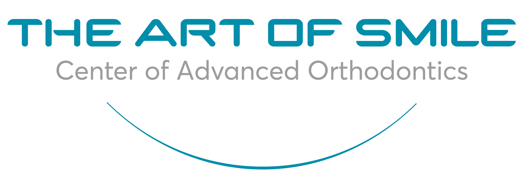 THE ART OF SMILE
Center of Advanced Orthodontics